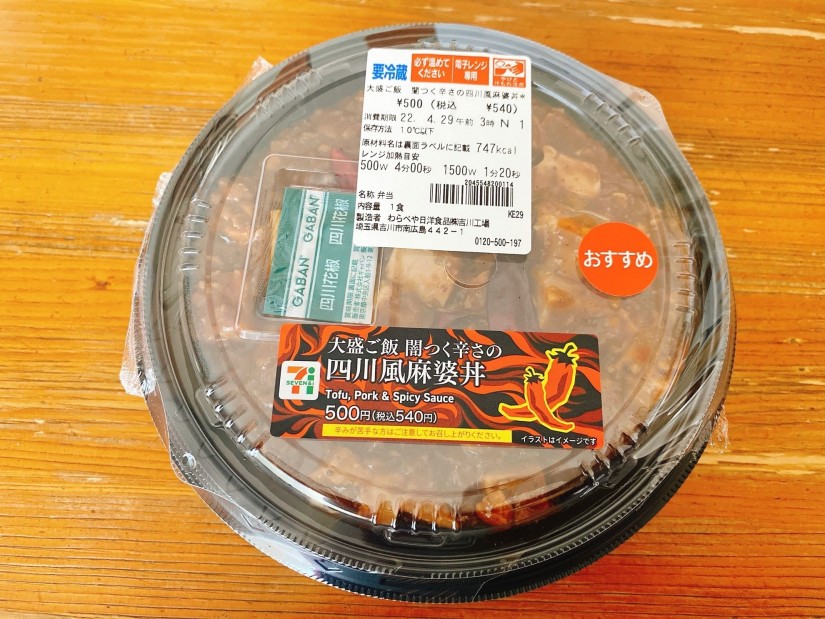 要冷蔵
必ず温めて
ください
電子レンジ
専用
大盛ご飯 闇つく辛さの四川風麻婆丼*
¥500(税込 ¥540)
消費期限 22. 4.29午前 3時 N 1
保存方法 10℃以下
原材料名は裏面ラベルに記載 747kcal
レンジ加熱目安
500W 4分00秒 1500W 1分20秒
2045548200114
名称 弁当
内容量 1食
KE29
製造者 わらべや日洋食品㈱吉川工場
埼玉県吉川市南広島442-1
0120-500-197
GABAN 四川花椒
GABAN 四川花椒
おすすめ
大盛ご飯 闇つく辛さの
四川風麻婆丼
Tofu, Pork & Spicy Sauce
500円(税込540円)
辛みが苦手な方はご注意してお召し上がりください。
イラストはイメージです
7
SEVEN&i